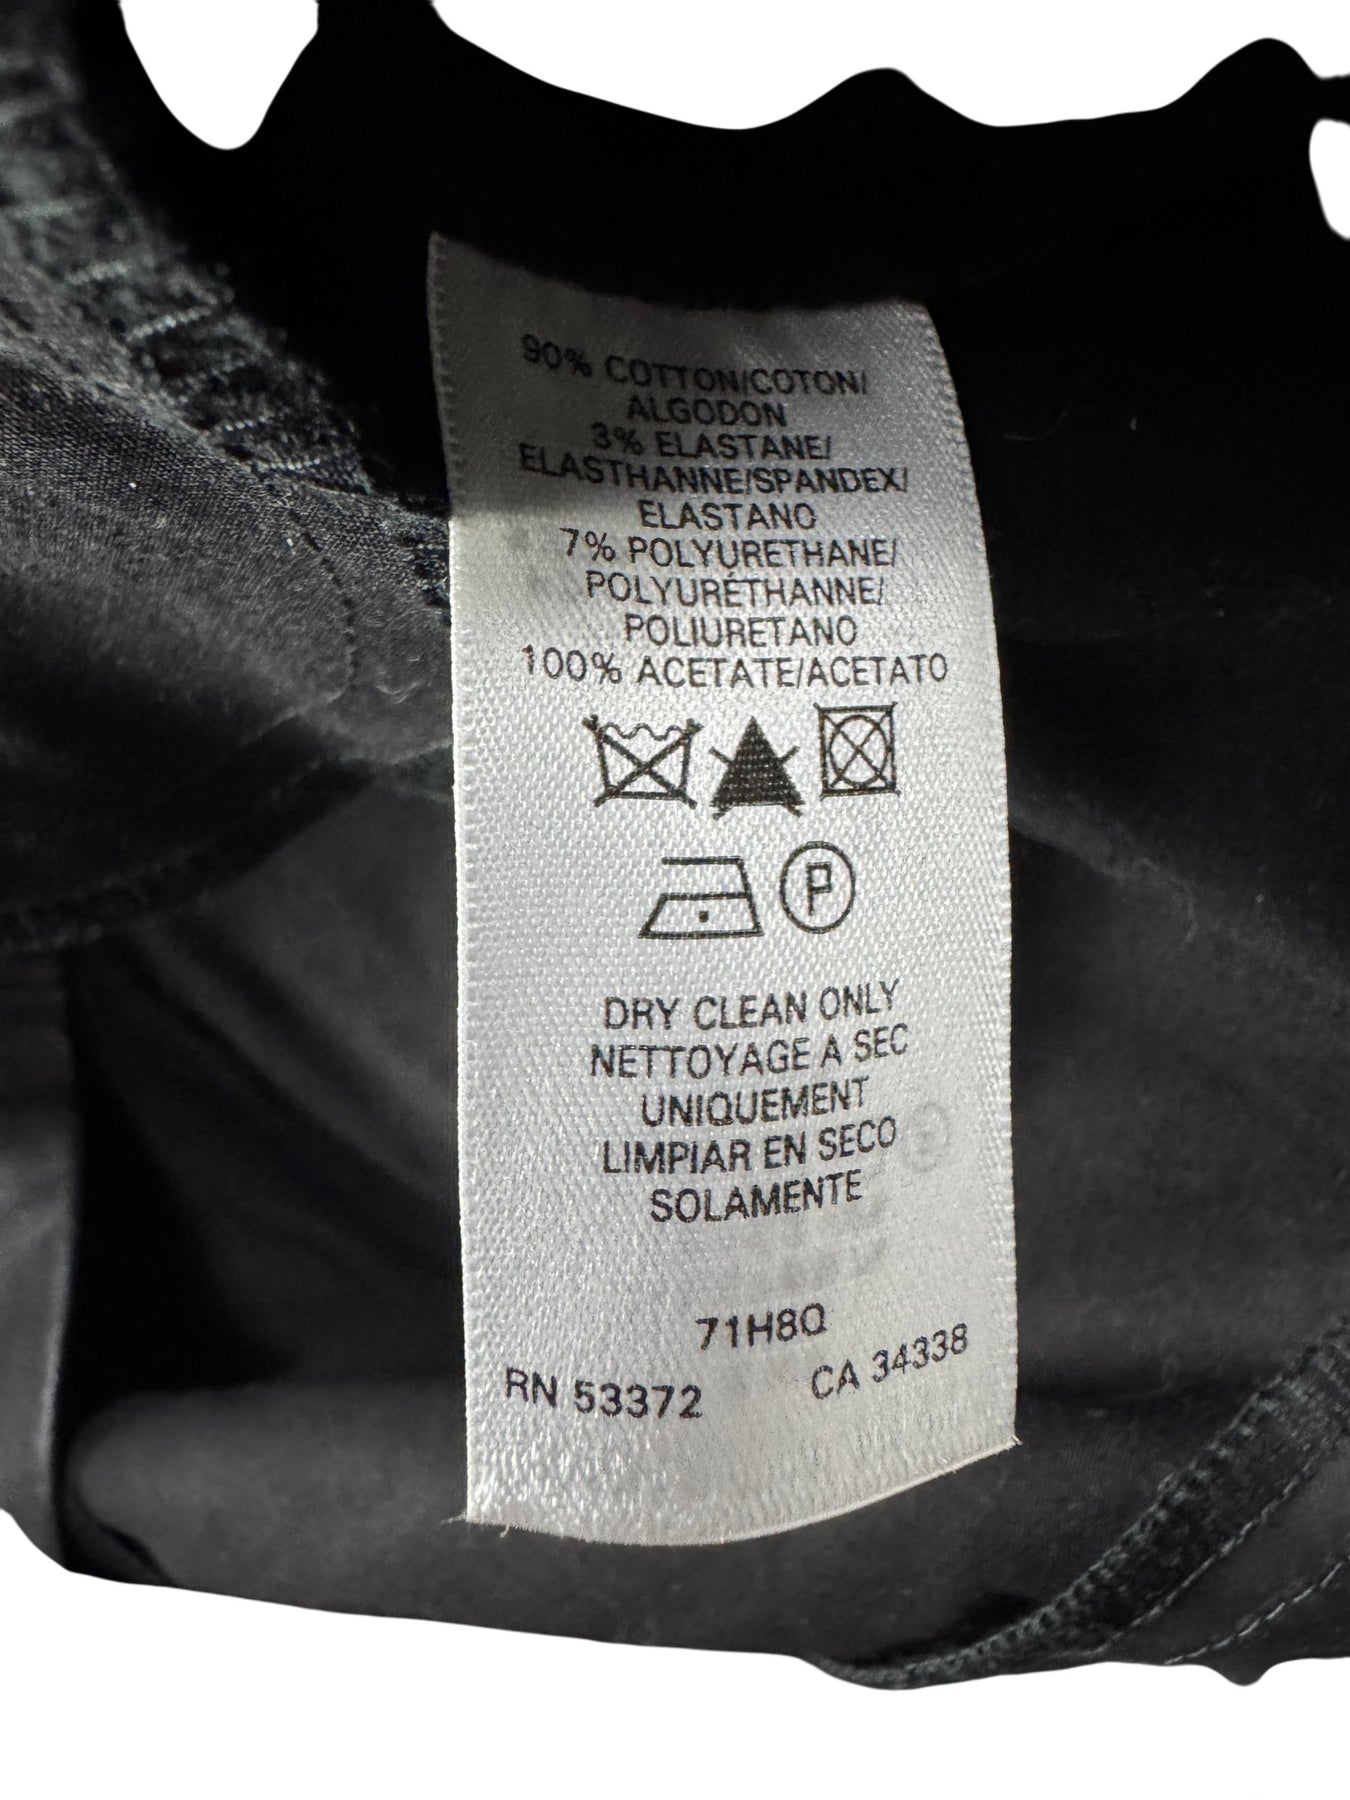 90% COTTON/COTON/
ALGODON
3% ELASTANE/
ELASTHANNE/SPANDEX/
ELASTANO
7% POLYURETHANE/
POLYURÉTHANNE/
POLIURETANO
100% ACETATE/ACETATO
P
DRY CLEAN ONLY
NETTOYAGE A SEC
UNIQUEMENT
LIMPIAR EN SECO
SOLAMENTE
71H8Q
RN 53372 CA 34338